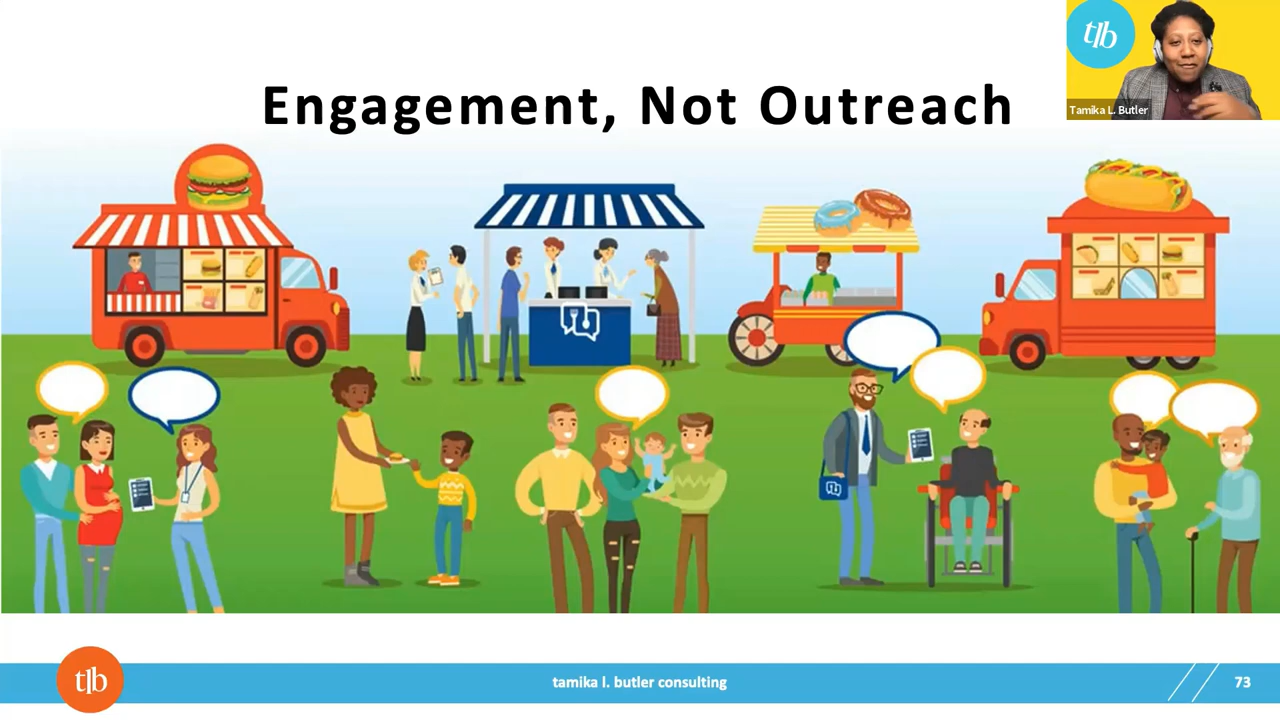 tlb
Tamika L. Butler
Engagement, Not Outreach
tlb
tamika l. butler consulting
73